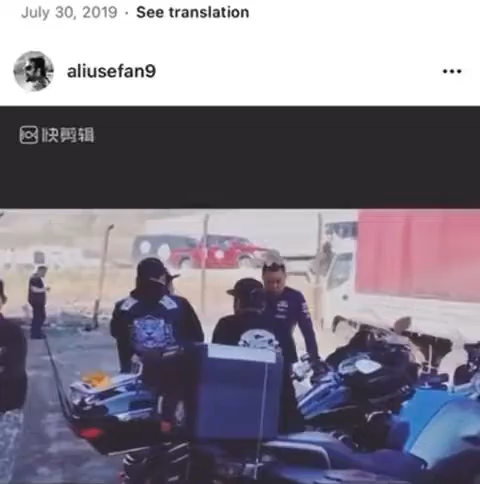 July 30, 2019 · See translation
aliusefan9
快剪辑